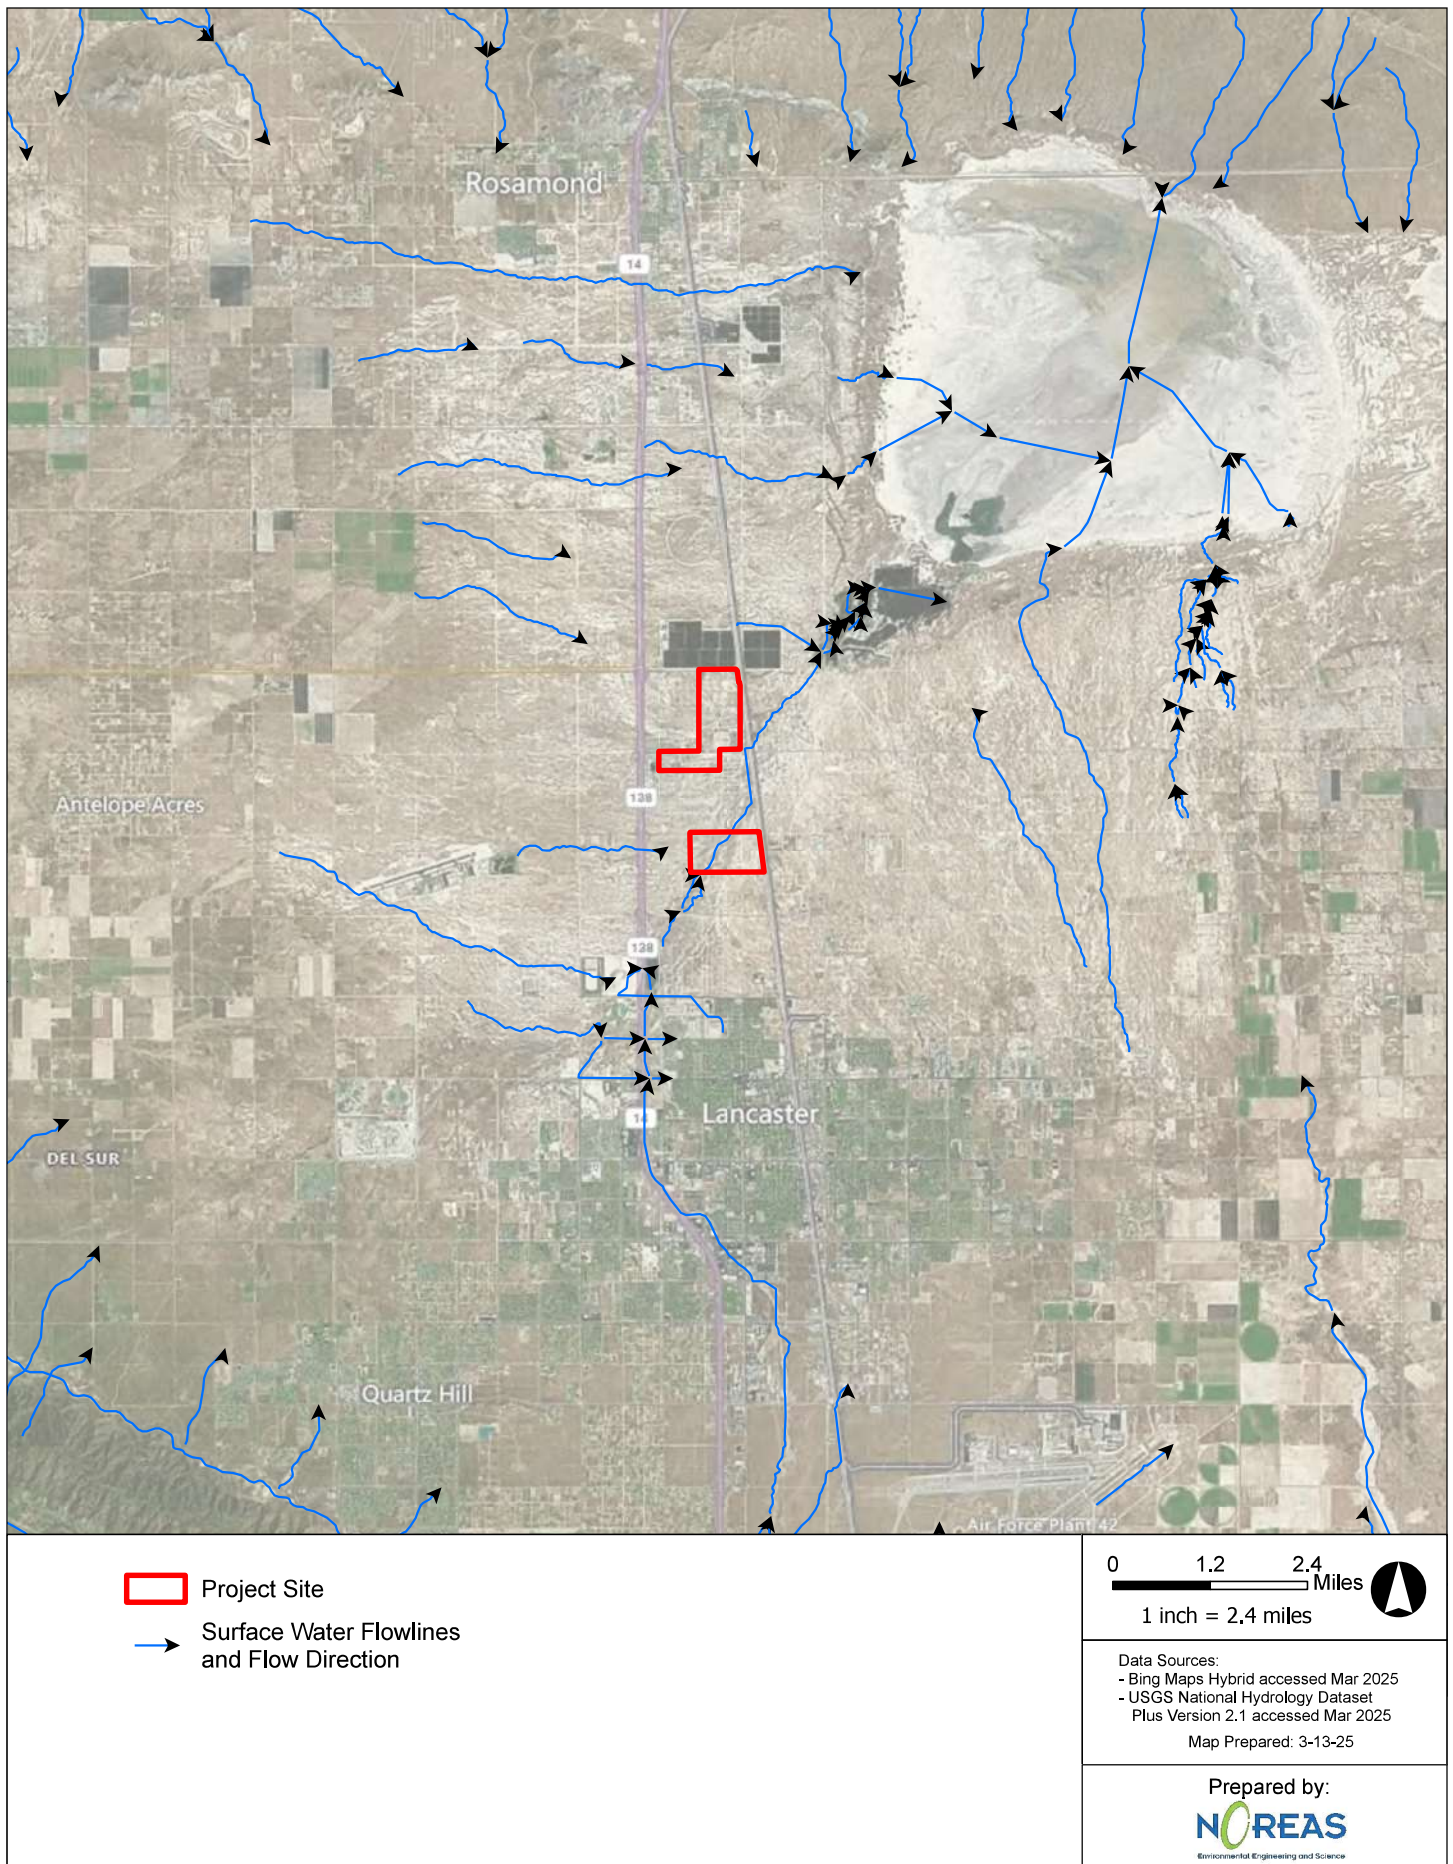 Rosamond
14
138
Antelope Acres
138
14
Lancaster
DEL SUR
Quartz Hill
Air Force Plant 42
Project Site
Surface Water Flowlines
and Flow Direction
0 1.2 2.4
Miles
1 inch = 2.4 miles
Data Sources:
- Bing Maps Hybrid accessed Mar 2025
- USGS National Hydrology Dataset
Plus Version 2.1 accessed Mar 2025
Map Prepared: 3-13-25
Prepared by:
NOREAS
Environmental Engineering and Science